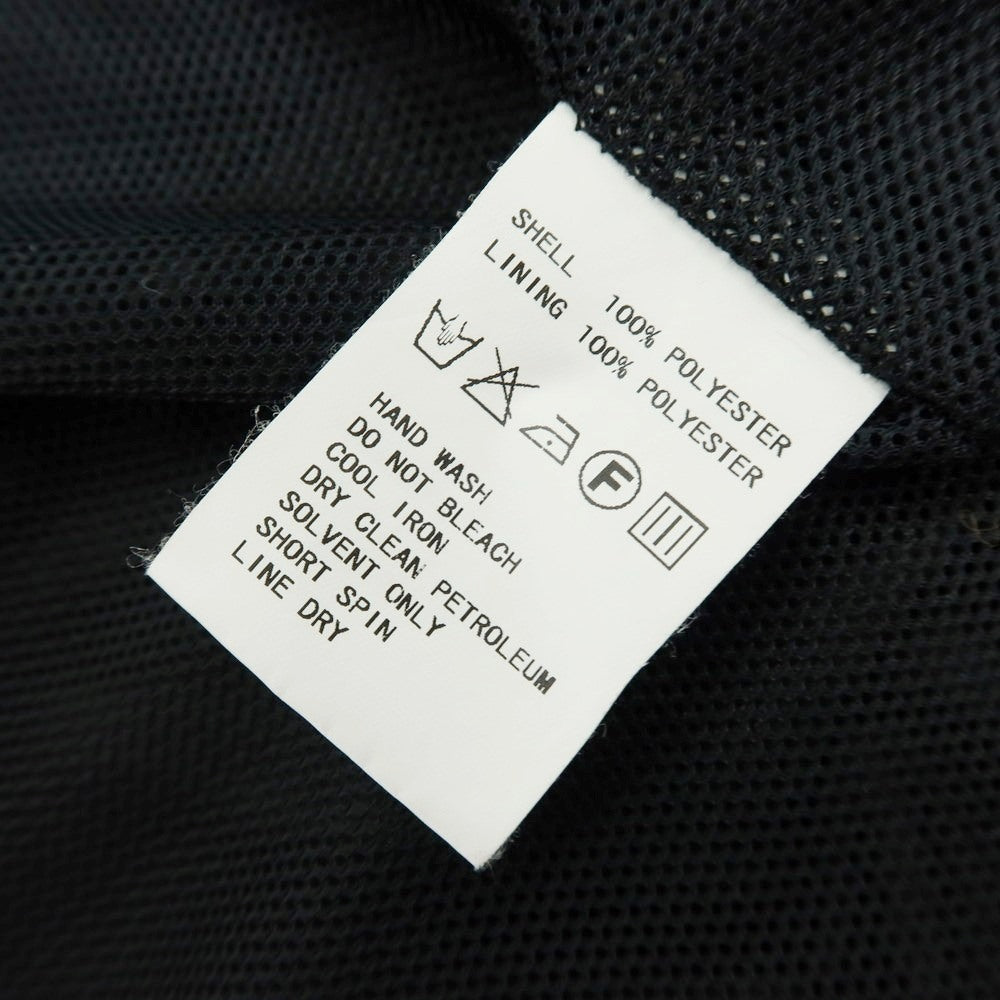 SHELL 100% POLYESTER
LINING 100% POLYESTER
F
HAND WASH
DO NOT BLEACH
COOL IRON
DRY CLEAN PETROLEUM
SOLVENT ONLY
SHORT SPIN
LINE DRY